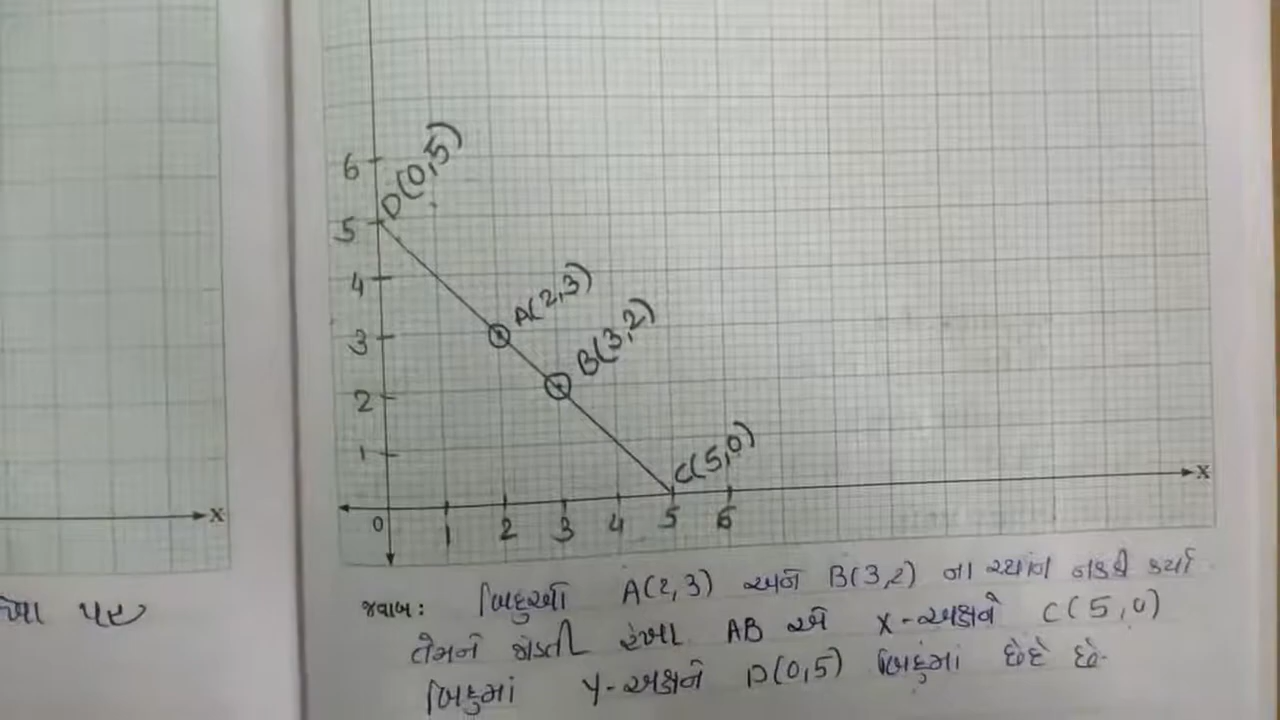 6
D(0,5)
5
4
A(2,3)
3
B(3,2)
2
1
C(5,0)
X
0 1 2 3 4 5 6
X
જવાબ: બિંદુઓ A(2,3) અને B(3,2) ના સ્થાન નક્કી કર્યા
તેમને જોડતી રેખા AB એ X-અક્ષને C(5,0)
બિંદુમાં Y-અક્ષને D(0,5) બિંદુમાં છેદે છે.
પર